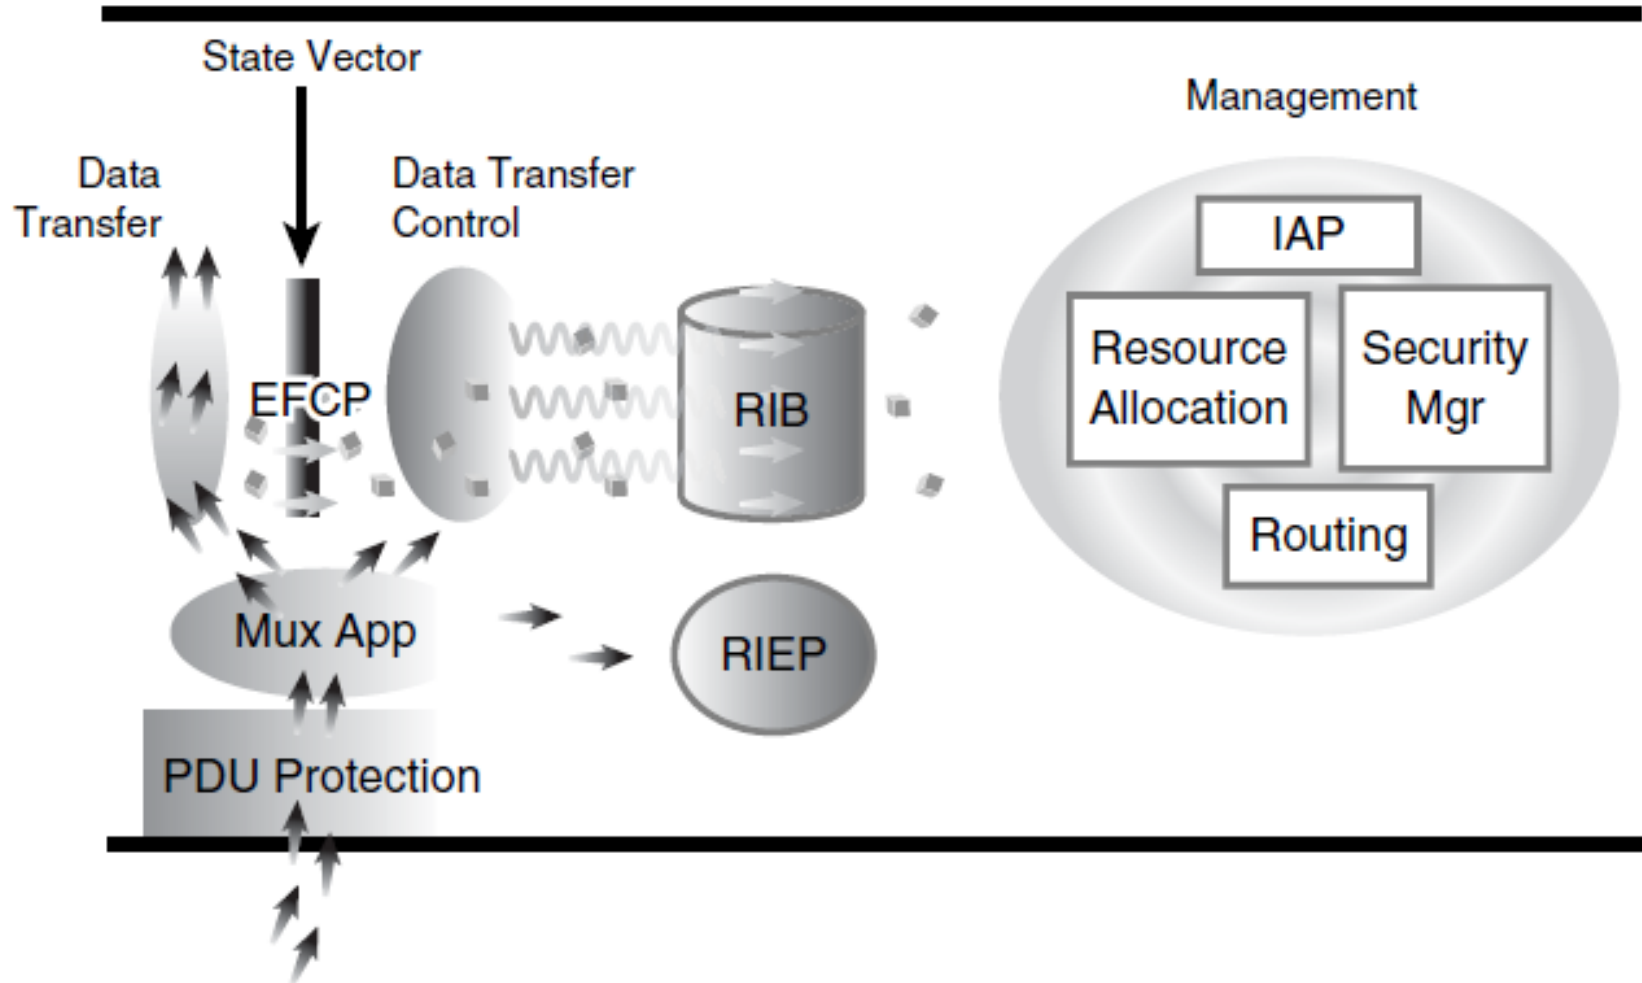 State Vector
Management
Data
Transfer
Data Transfer
Control
IAP
EFCP
RIB
Resource
Allocation
Security
Mgr
Routing
Mux App
RIEP
PDU Protection